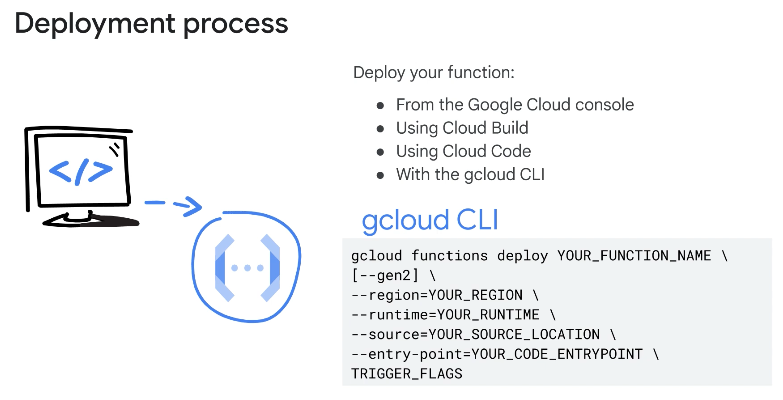 Deployment process
Deploy your function:
● From the Google Cloud console
● Using Cloud Build
● Using Cloud Code
● With the gcloud CLI
</>
gcloud CLI
gcloud functions deploy YOUR_FUNCTION_NAME \
[--gen2] \
--region=YOUR_REGION \
--runtime=YOUR_RUNTIME \
--source=YOUR_SOURCE_LOCATION \
--entry-point=YOUR_CODE_ENTRYPOINT \
TRIGGER_FLAGS